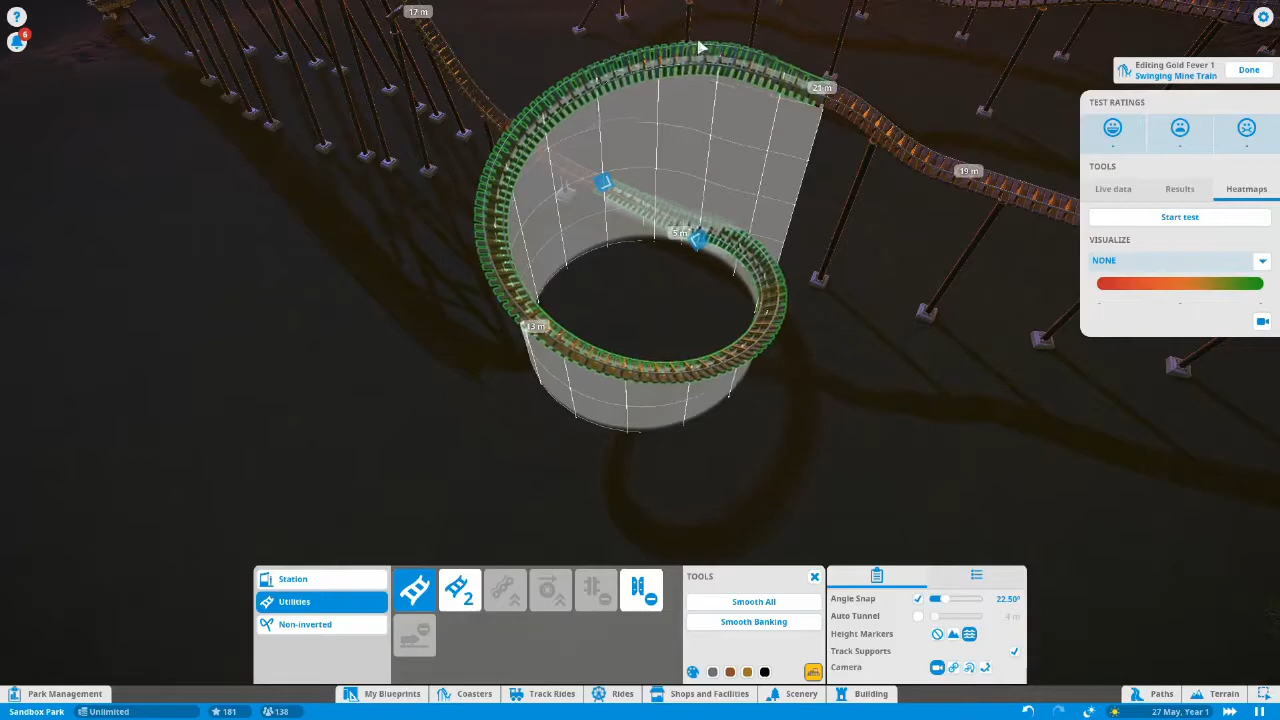 17 m
?
6
Editing Gold Fever 1
Swinging Mine Train
Done
21 m
19 m
5 m
13 m
TEST RATINGS
- - -
TOOLS
Live data Results Heatmaps
Start test
VISUALIZE
NONE
- - -
Station
Utilities
Non-inverted
2
TOOLS
Smooth All
Smooth Banking
Angle Snap 22.50°
Auto Tunnel 4 m
Height Markers
Track Supports
Camera
Park Management
My Blueprints Coasters Track Rides Rides Shops and Facilities Scenery Building
Paths Terrain
Sandbox Park Unlimited 181 138
27 May, Year 1